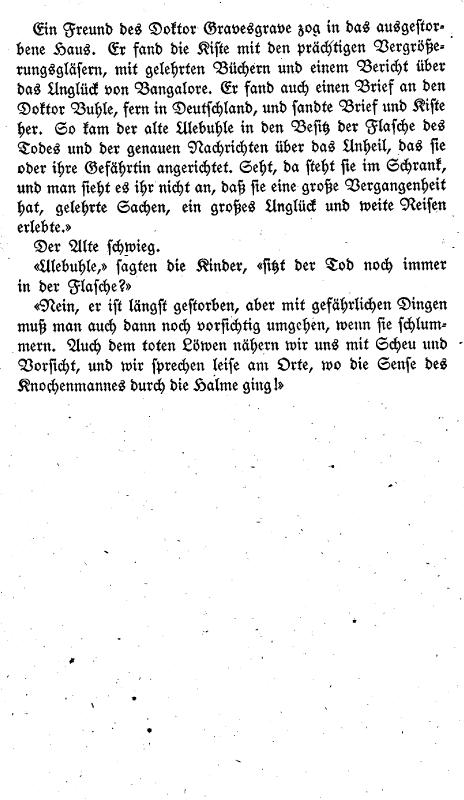 Ein Freund des Doktor Gravesgrave zog in das ausgestor-
bene Haus. Er fand die Kiste mit den prächtigen Vergröße-
rungsgläsern, mit gelehrten Büchern und einem Bericht über
das Unglück von Bangalore. Er fand auch einen Brief an den
Doktor Buhle, fern in Deutschland, und sandte Brief und Kiste
her. So kam der alte Ulebuhle in den Besitz der Flasche des
Todes und der genauen Nachrichten über das Unheil, das sie
oder ihre Gefährtin angerichtet. Seht, da steht sie im Schrank,
und man sieht es ihr nicht an, daß sie eine große Vergangenheit
hat, gelehrte Sachen, ein großes Unglück und weite Reisen
erlebte.»
Der Alte schwieg.
«Ulebuhle,» sagten die Kinder, «sitzt der Tod noch immer
in der Flasche?»
«Nein, er ist längst gestorben, aber mit gefährlichen Dingen
muß man auch dann noch vorsichtig umgehen, wenn sie schlum-
mern. Auch dem toten Löwen nähern wir uns mit Scheu und
Vorsicht, und wir sprechen leise am Orte, wo die Sense des
Knochenmannes durch die Halme ging!»